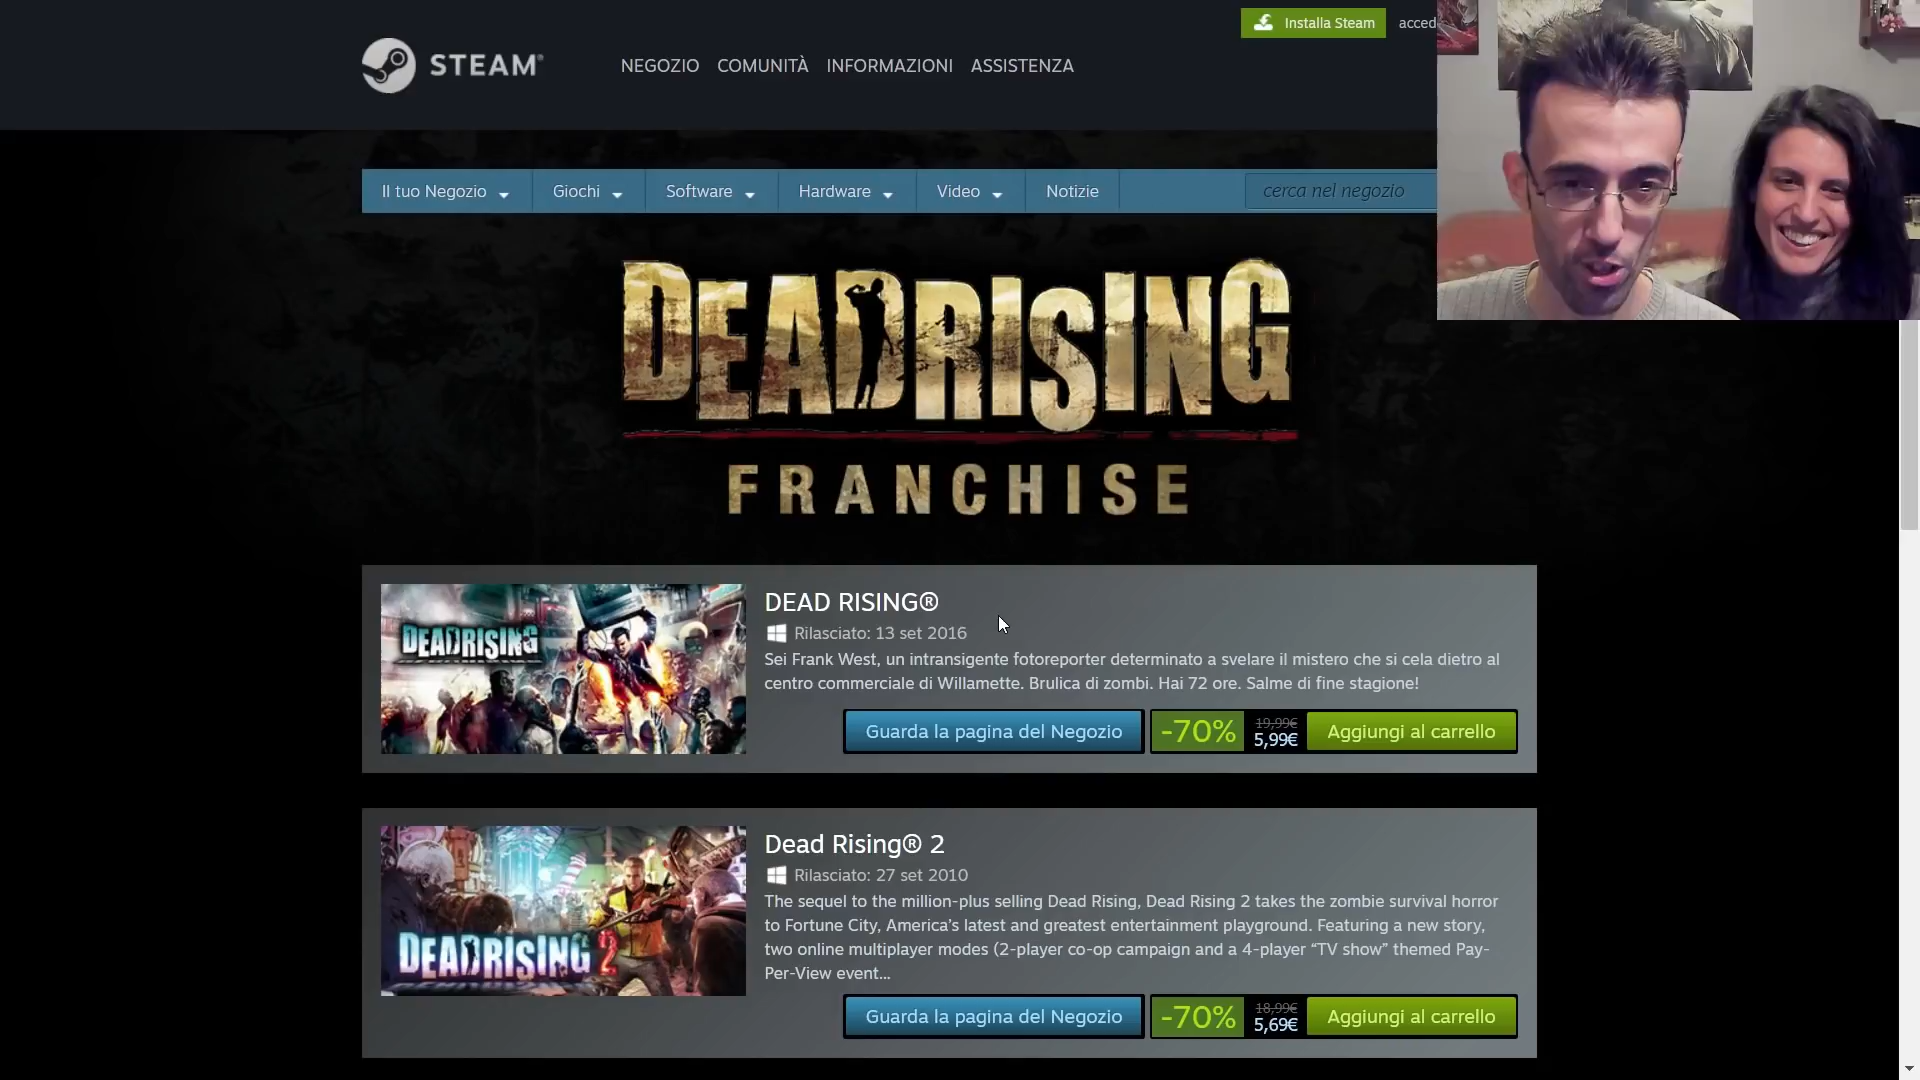 Installa Steam
acced
STEAM®
NEGOZIO COMUNITÀ INFORMAZIONI ASSISTENZA
Il tuo Negozio Giochi Software Hardware Video Notizie cerca nel negozio
DEAD RISING
FRANCHISE
DEAD RISING
DEAD RISING®
Rilasciato: 13 set 2016
Sei Frank West, un intransigente fotoreporter determinato a svelare il mistero che si cela dietro al
centro commerciale di Willamette. Brulica di zombi. Hai 72 ore. Salme di fine stagione!
Guarda la pagina del Negozio -70% 19,99€ 5,99€ Aggiungi al carrello
DEAD RISING 2
Dead Rising® 2
Rilasciato: 27 set 2010
The sequel to the million-plus selling Dead Rising, Dead Rising 2 takes the zombie survival horror
to Fortune City, America’s latest and greatest entertainment playground. Featuring a new story,
two online multiplayer modes (2-player co-op campaign and a 4-player “TV show” themed Pay-
Per-View event...
Guarda la pagina del Negozio -70% 18,99€ 5,69€ Aggiungi al carrello